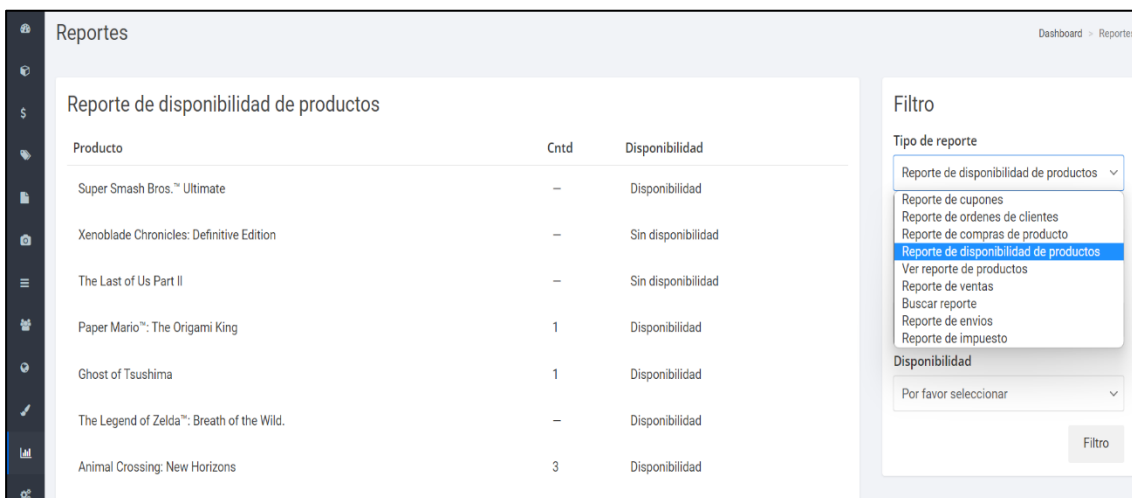 Reportes
Dashboard > Reportes
Reporte de disponibilidad de productos
Producto Cntd Disponibilidad
Super Smash Bros.™ Ultimate — Disponibilidad
Xenoblade Chronicles: Definitive Edition — Sin disponibilidad
The Last of Us Part II — Sin disponibilidad
Paper Mario™: The Origami King 1 Disponibilidad
Ghost of Tsushima 1 Disponibilidad
The Legend of Zelda™: Breath of the Wild. — Disponibilidad
Animal Crossing: New Horizons 3 Disponibilidad
Filtro
Tipo de reporte
Reporte de disponibilidad de productos
Reporte de cupones
Reporte de ordenes de clientes
Reporte de compras de producto
Reporte de disponibilidad de productos
Ver reporte de productos
Reporte de ventas
Buscar reporte
Reporte de envios
Reporte de impuesto
Disponibilidad
Por favor seleccionar
Filtro